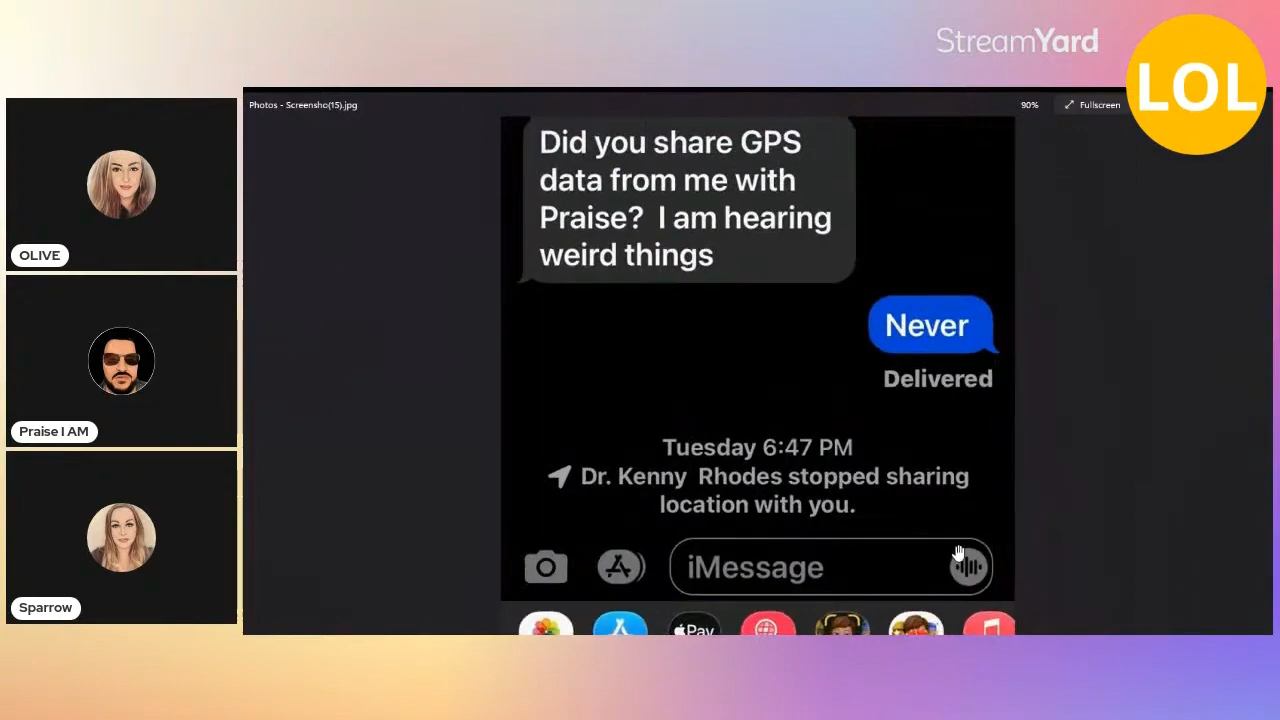 StreamYard
LOL
Photos - Screensho(15).jpg
90%
Fullscreen
Did you share GPS
data from me with
Praise?  I am hearing
weird things
Never
Delivered
Tuesday 6:47 PM
Dr. Kenny  Rhodes stopped sharing
location with you.
iMessage
Pay
OLIVE
Praise I AM
Sparrow